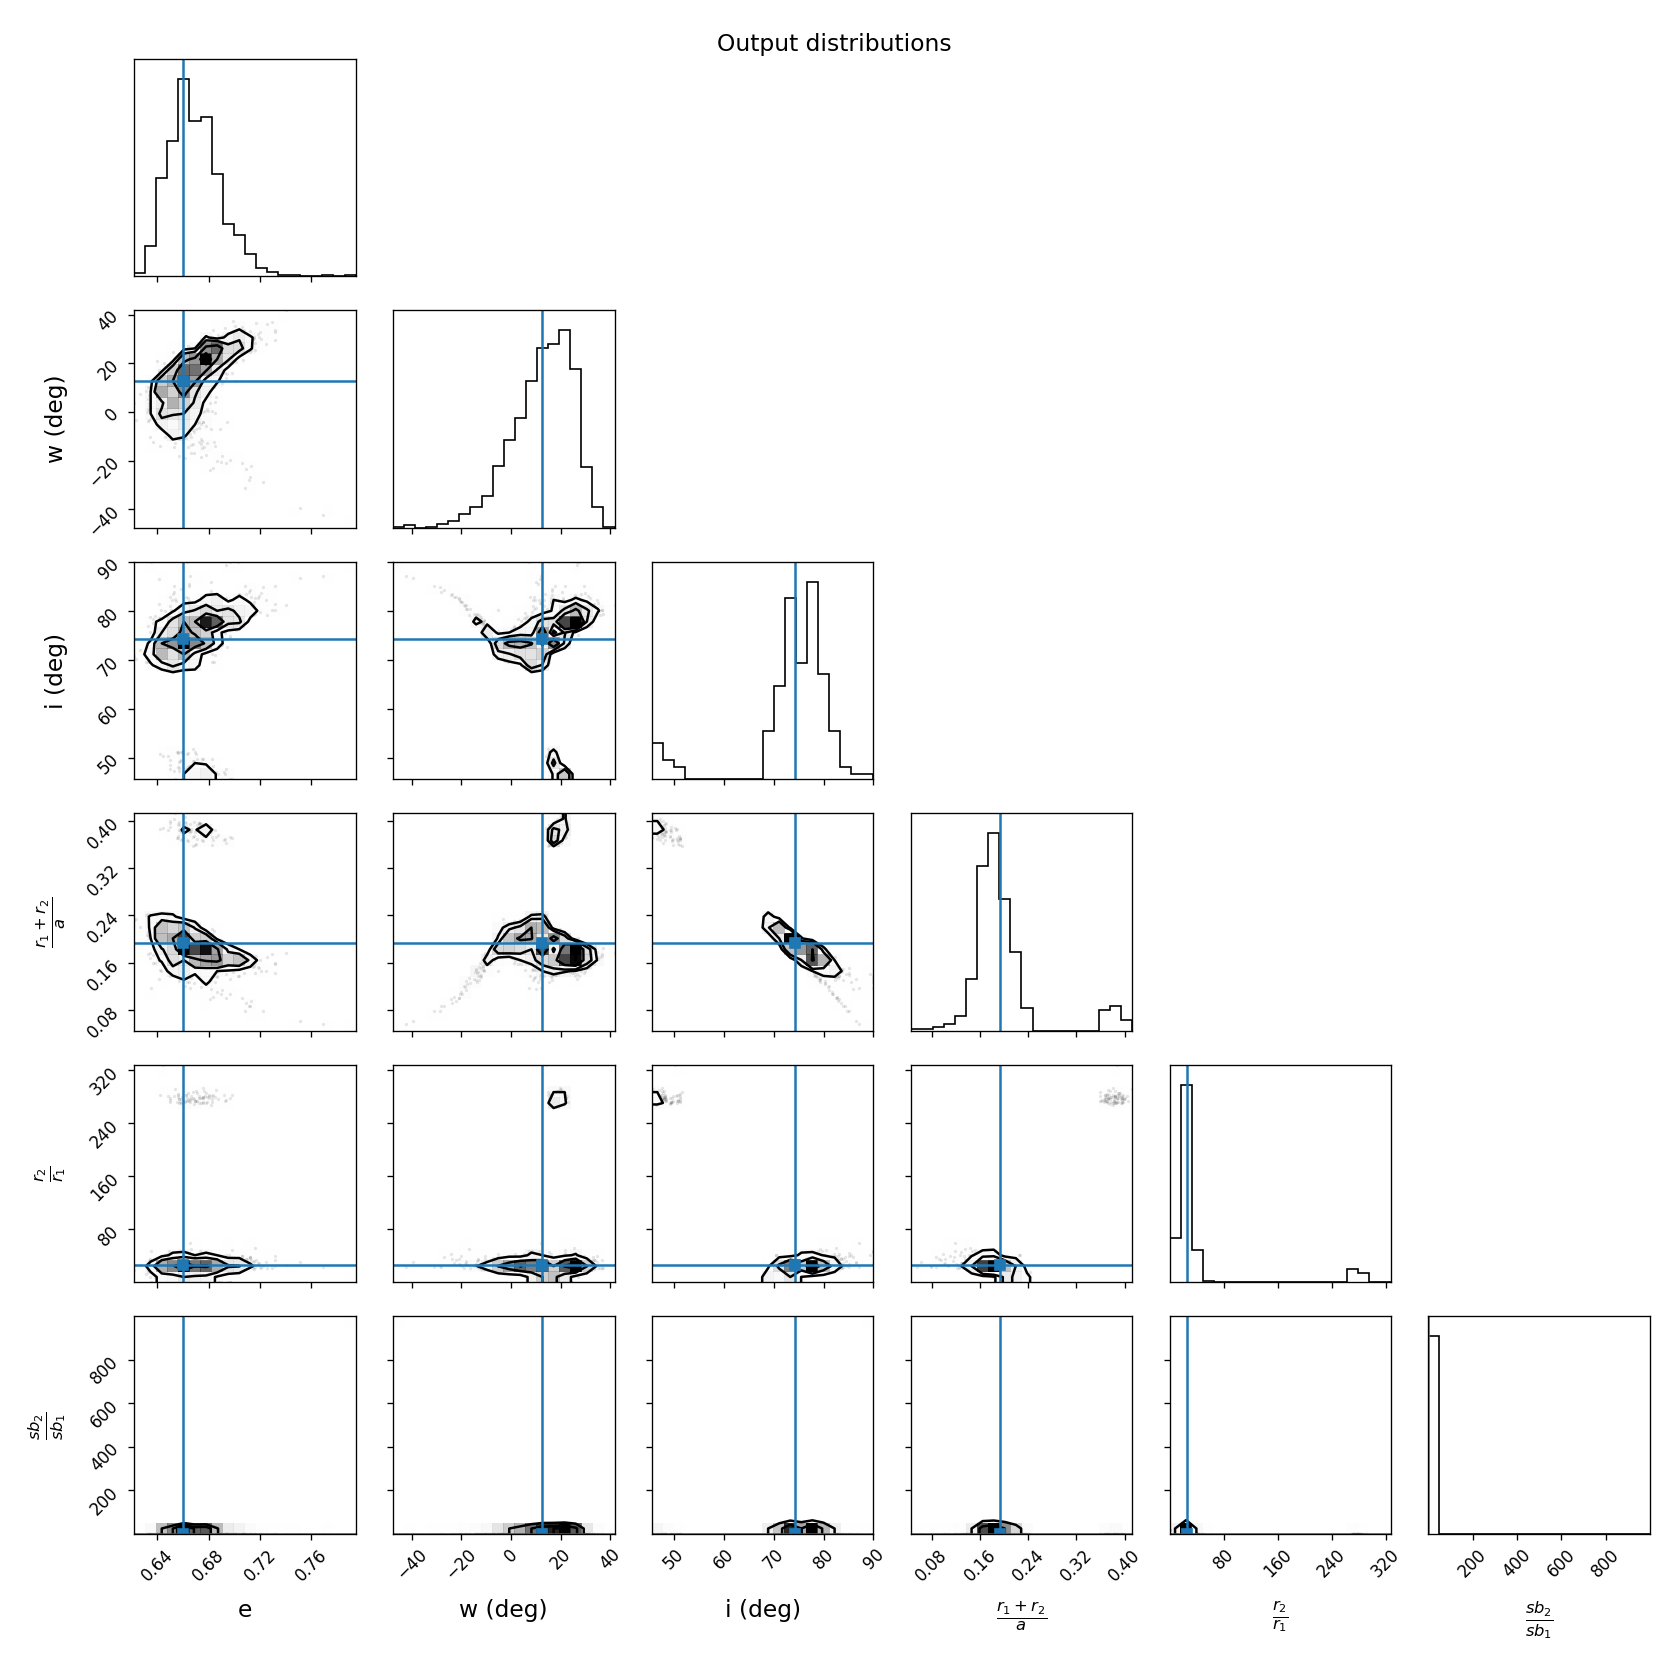 Output distributions
40
20
0
−20
−40
w (deg)
90
80
70
60
50
i (deg)
0.40
0.32
0.24
0.16
0.08
r₁ + r₂
a
320
240
160
80
r₂
r₁
800
600
400
200
sb₂
sb₁
0.64 0.68 0.72 0.76
−40 −20 0 20 40
50 60 70 80 90
0.08 0.16 0.24 0.32 0.40
80 160 240 320
200 400 600 800
e
w (deg)
i (deg)
r₁ + r₂
a
r₂
r₁
sb₂
sb₁